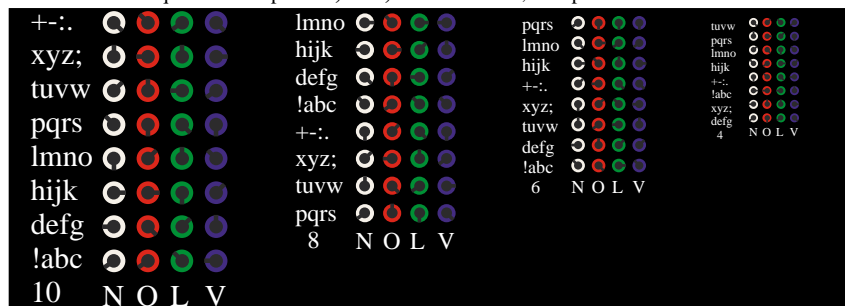 +-:.
xyz;
tuvw
pqrs
lmno
hijk
defg
!abc
10 N O L V
lmno
hijk
defg
!abc
+-:.
xyz;
tuvw
pqrs
8 N O L V
pqrs
lmno
hijk
+-:.
xyz;
tuvw
defg
!abc
6 N O L V
tuvw
pqrs
lmno
hijk
+-:.
!abc
xyz;
defg
4 N O L V